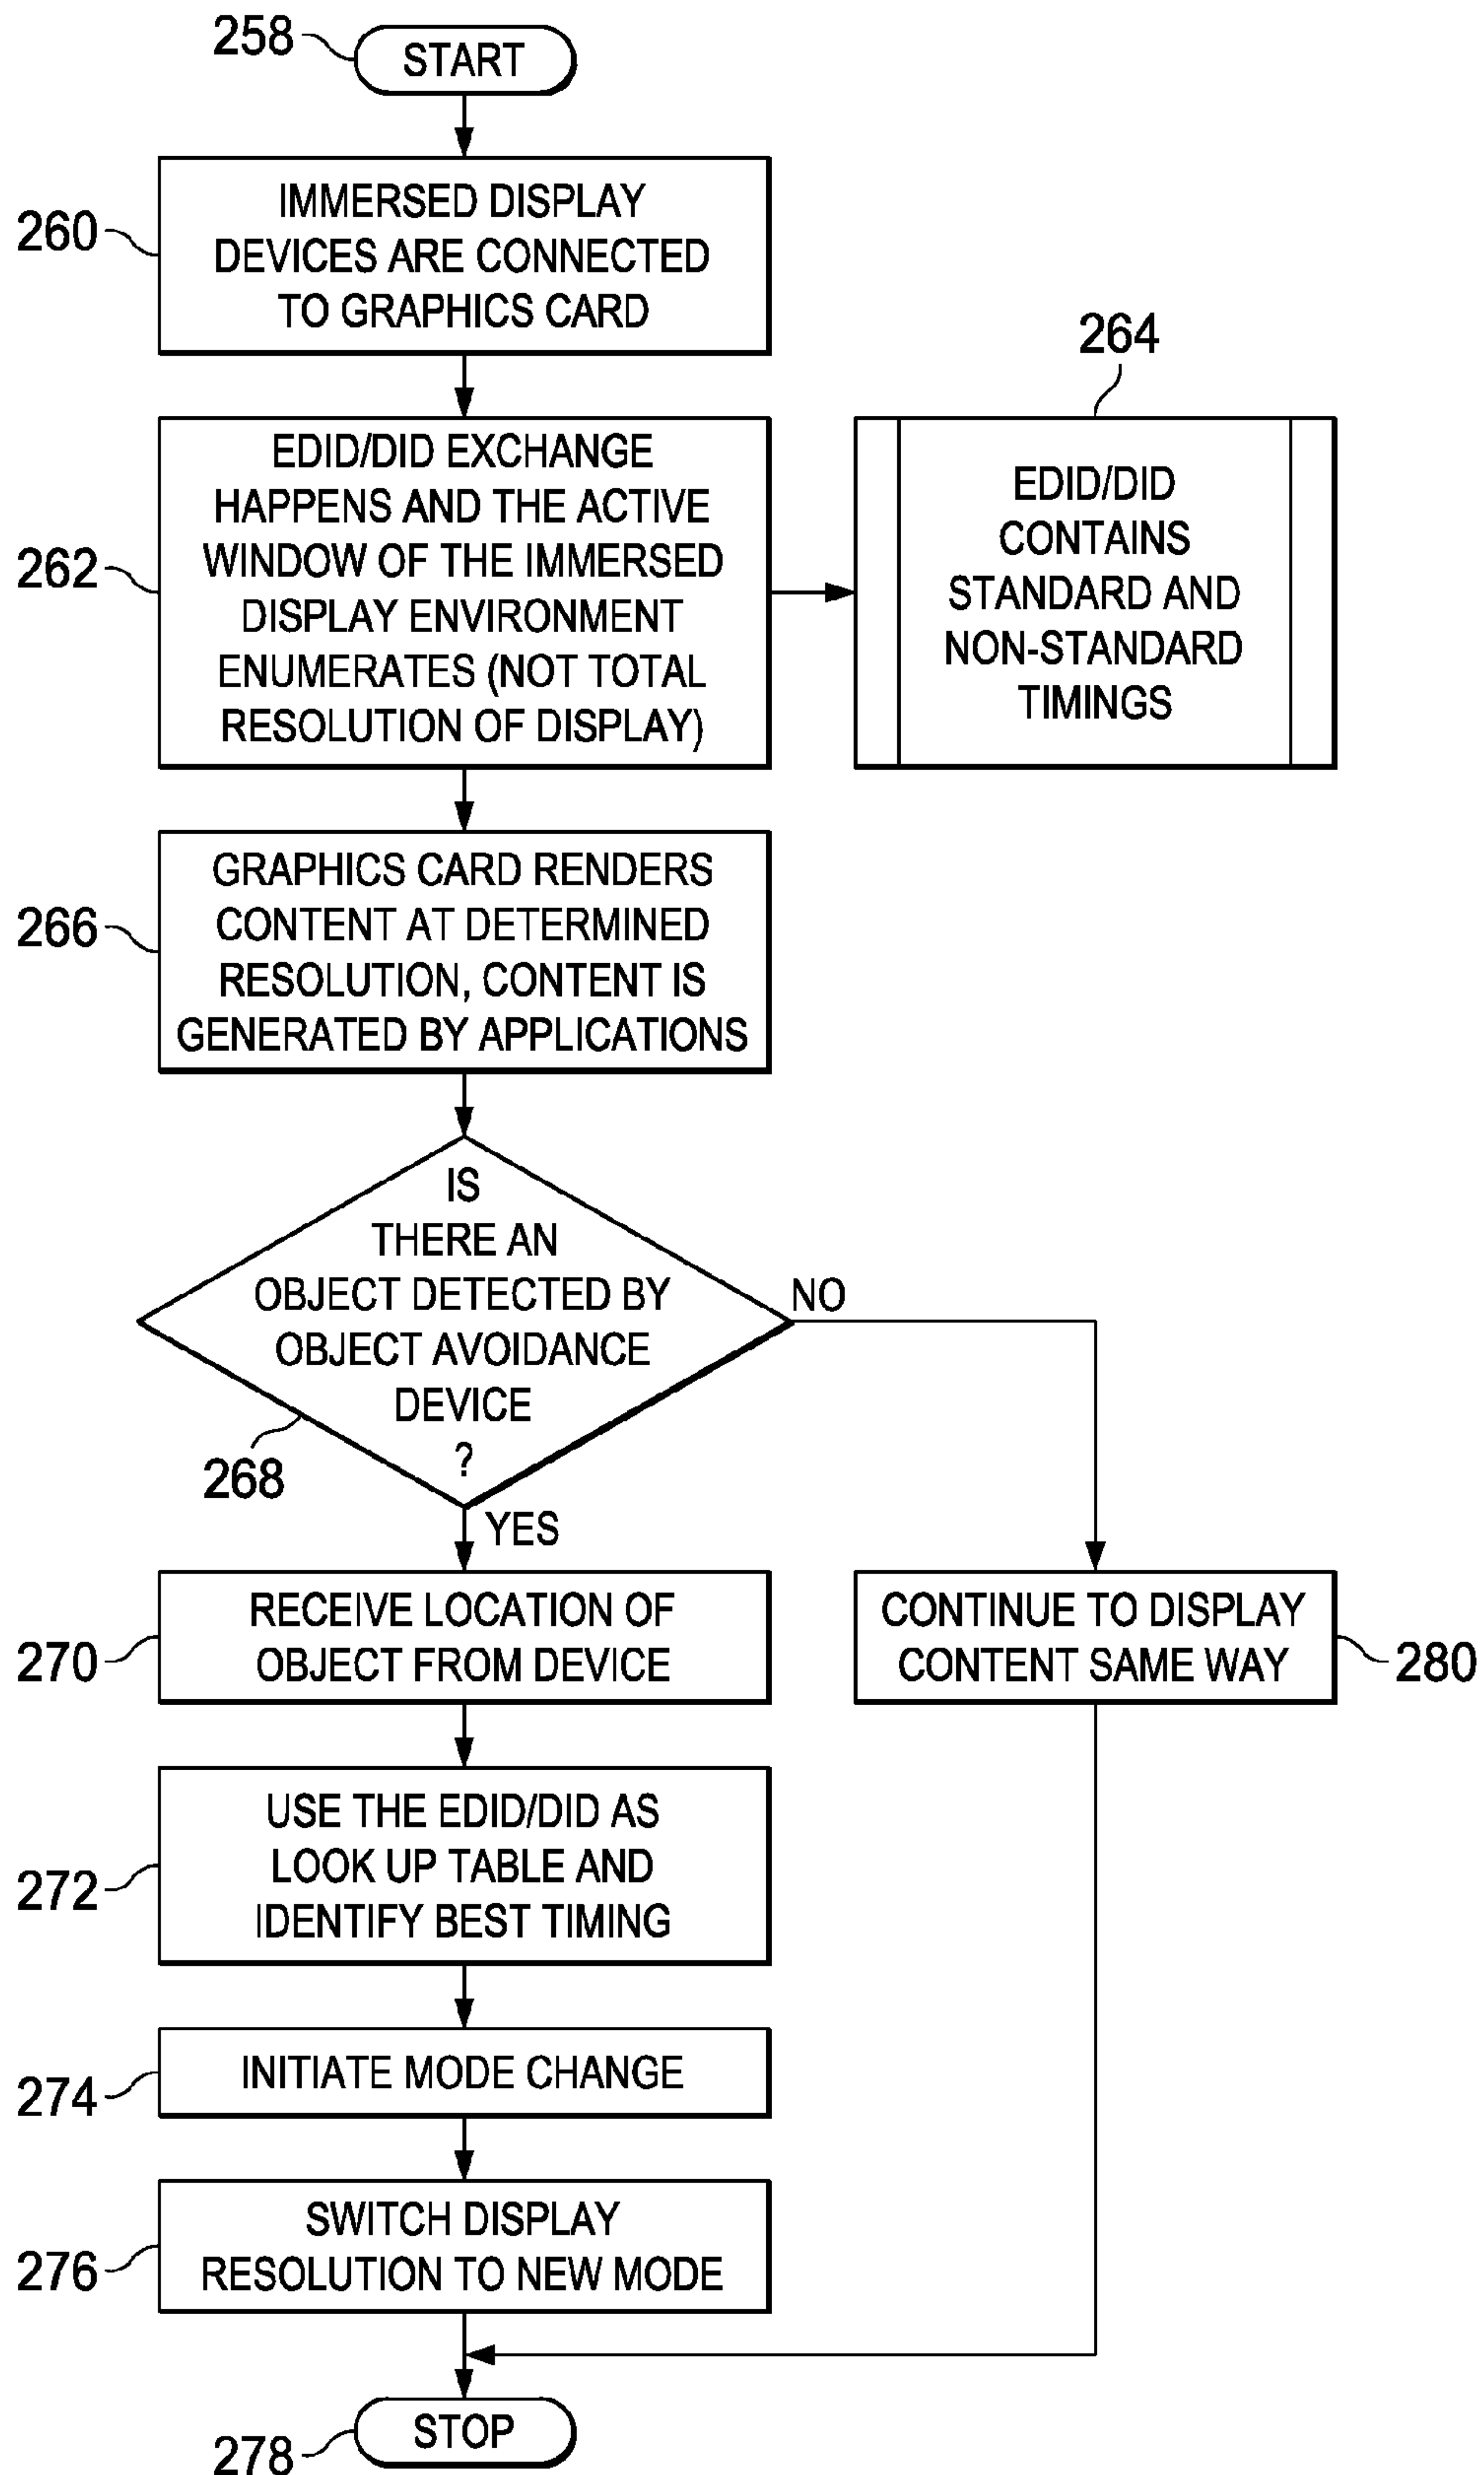 258
START
260
IMMERSED DISPLAY
DEVICES ARE CONNECTED
TO GRAPHICS CARD
262
EDID/DID EXCHANGE
HAPPENS AND THE ACTIVE
WINDOW OF THE IMMERSED
DISPLAY ENVIRONMENT
ENUMERATES (NOT TOTAL
RESOLUTION OF DISPLAY)
264
EDID/DID
CONTAINS
STANDARD AND
NON-STANDARD
TIMINGS
266
GRAPHICS CARD RENDERS
CONTENT AT DETERMINED
RESOLUTION, CONTENT IS
GENERATED BY APPLICATIONS
IS
THERE AN
OBJECT DETECTED BY
OBJECT AVOIDANCE
DEVICE
?
268
NO
YES
270
RECEIVE LOCATION OF
OBJECT FROM DEVICE
CONTINUE TO DISPLAY
CONTENT SAME WAY
280
272
USE THE EDID/DID AS
LOOK UP TABLE AND
IDENTIFY BEST TIMING
274
INITIATE MODE CHANGE
276
SWITCH DISPLAY
RESOLUTION TO NEW MODE
278
STOP